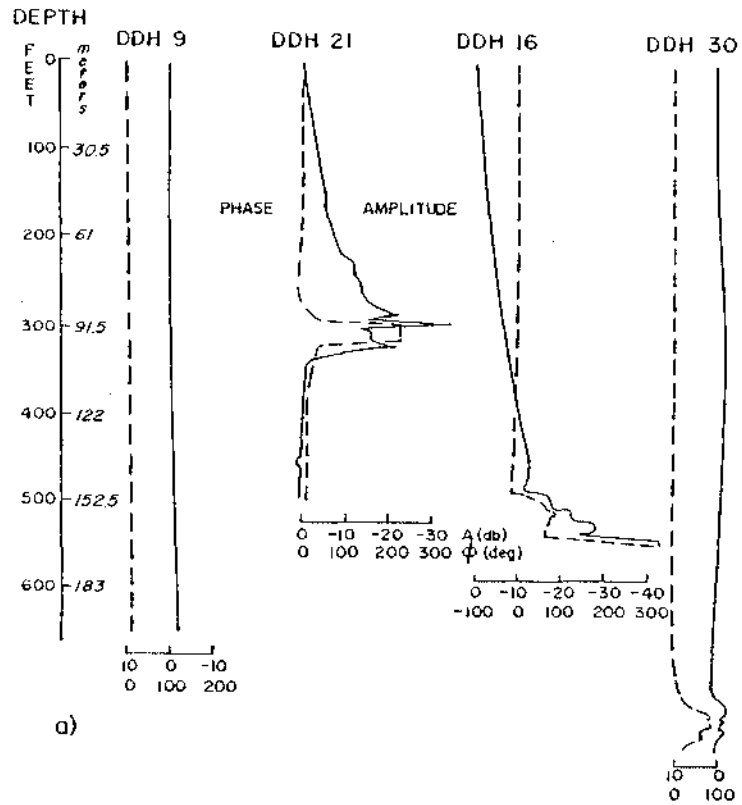 DEPTH
FEET
meters
DDH 9
DDH 21
DDH 16
DDH 30
0
100 30.5
PHASE AMPLITUDE
200 61
300 91.5
400 122
500 152.5
600 183
0 -10 -20 -30 A (db)
0 100 200 300 Φ (deg)
0 -10 -20 -30 -40
-100 0 100 200 300
10 0 -10
0 100 200
10 0
0 100
a)